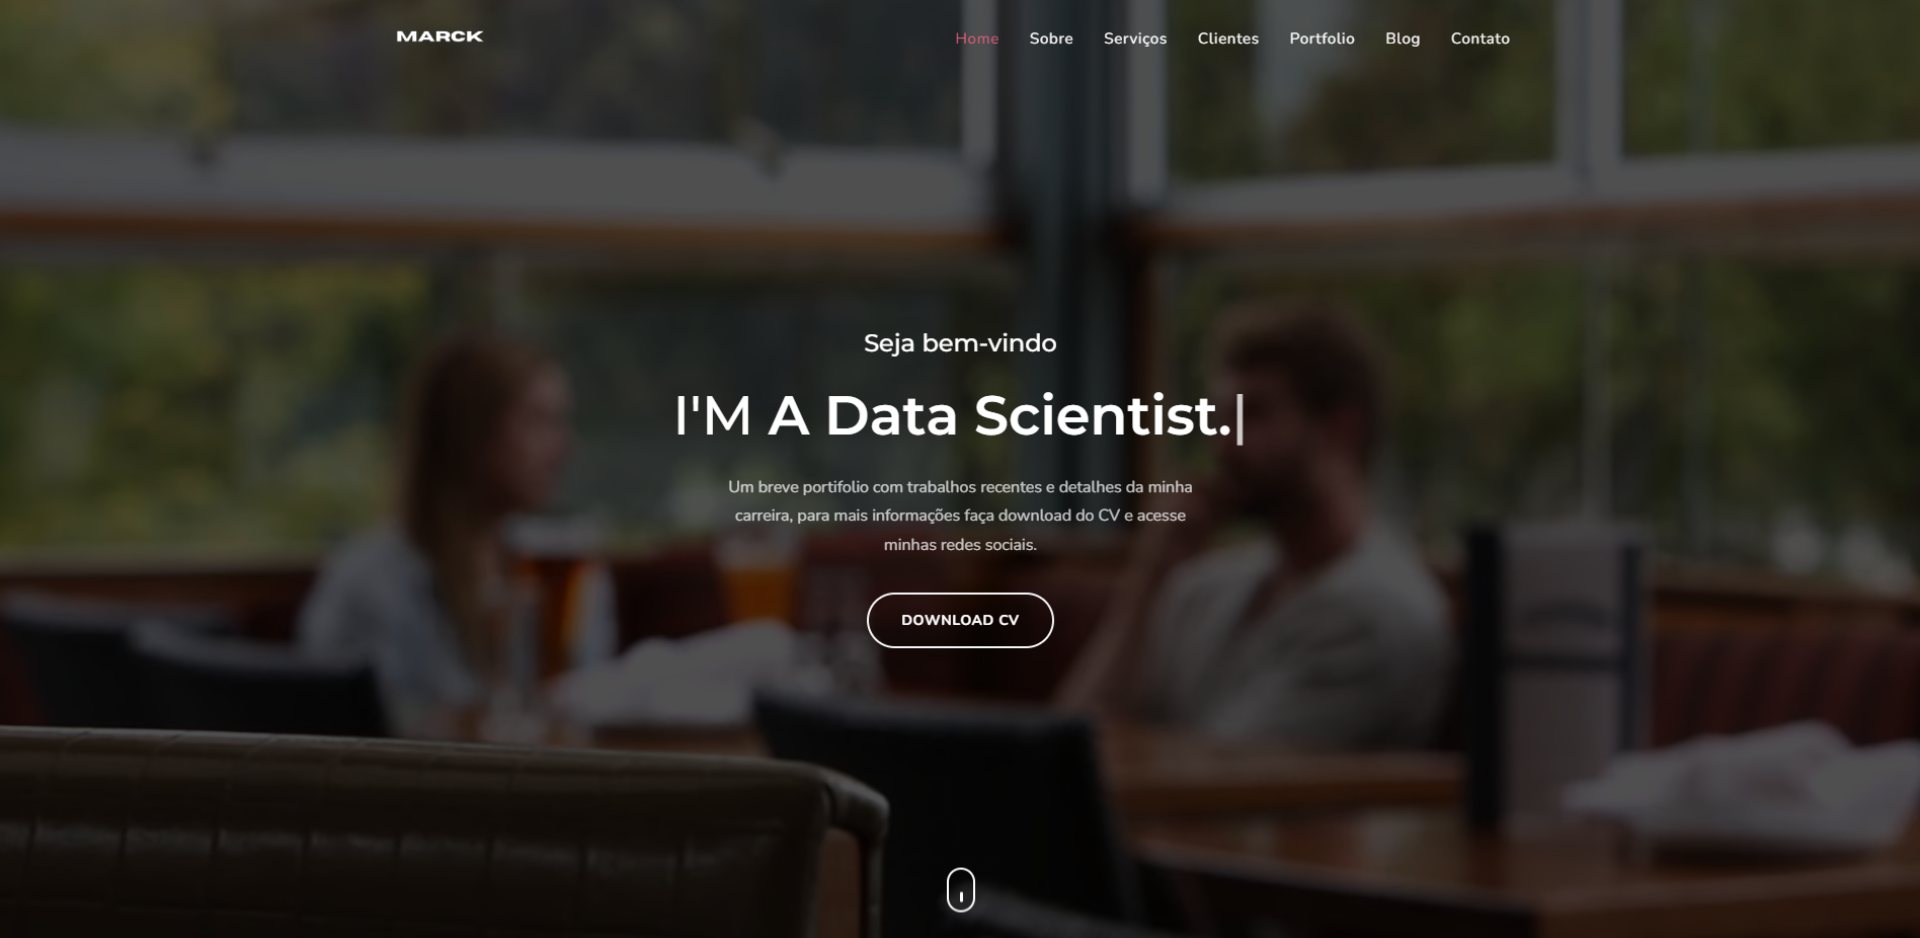 MARCK
Home Sobre Serviços Clientes Portfolio Blog Contato
Seja bem-vindo
I'M A Data Scientist.|
Um breve portifolio com trabalhos recentes e detalhes da minha
carreira, para mais informações faça download do CV e acesse
minhas redes sociais.
DOWNLOAD CV